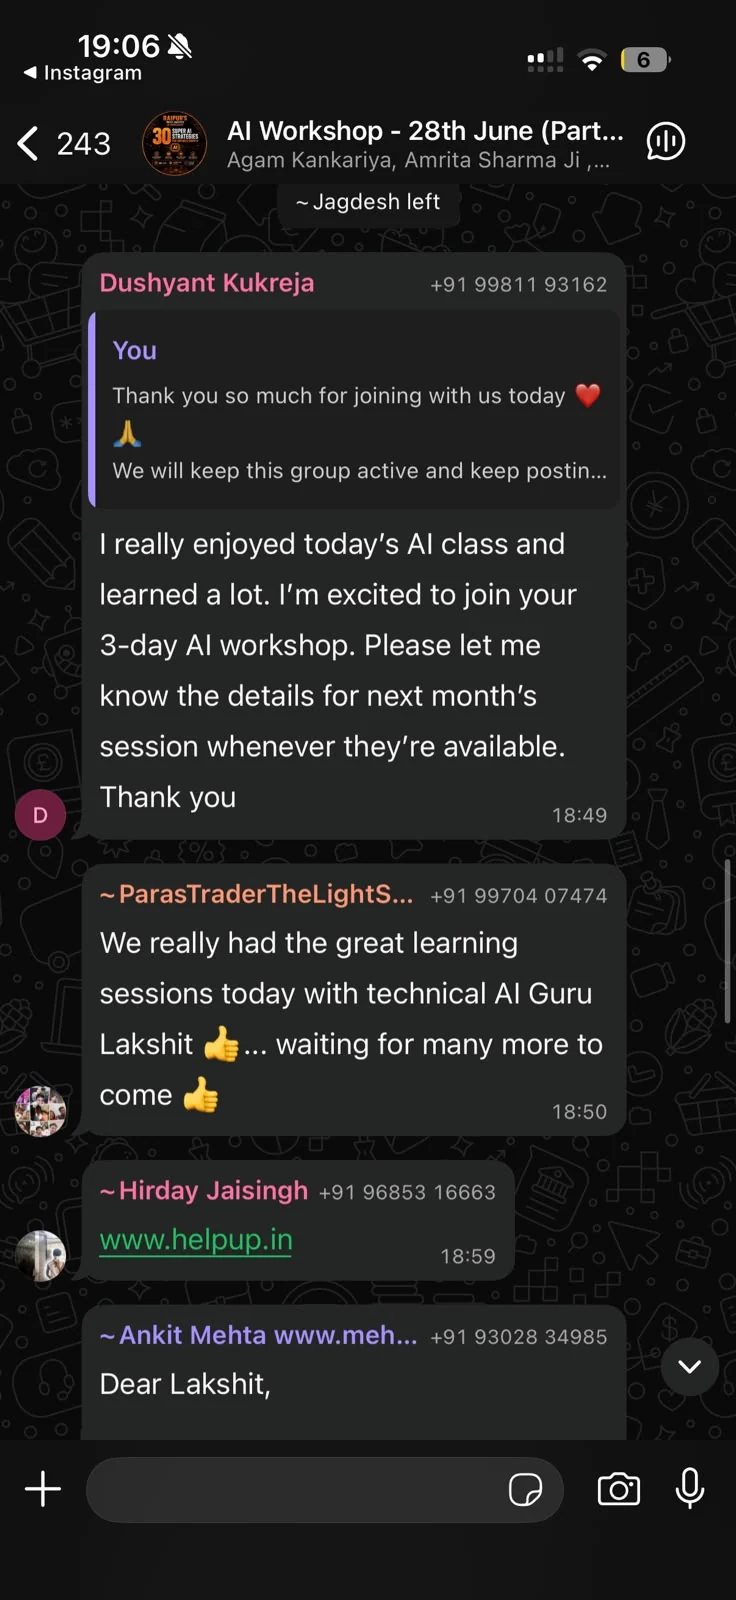 19:06
6
Instagram
243
AI Workshop - 28th June (Part...
Agam Kankariya, Amrita Sharma Ji ,...
~Jagdesh left
Dushyant Kukreja +91 99811 93162
You
Thank you so much for joining with us today ❤️
🙏
We will keep this group active and keep postin...
I really enjoyed today's AI class and
learned a lot. I'm excited to join your
3-day AI workshop. Please let me
know the details for next month's
session whenever they're available.
Thank you
18:49
D
~ParasTraderTheLightS... +91 99704 07474
We really had the great learning
sessions today with technical AI Guru
Lakshit 👍... waiting for many more to
come 👍
18:50
~Hirday Jaisingh +91 96853 16663
www.helpup.in
18:59
~Ankit Mehta www.meh... +91 93028 34985
Dear Lakshit,